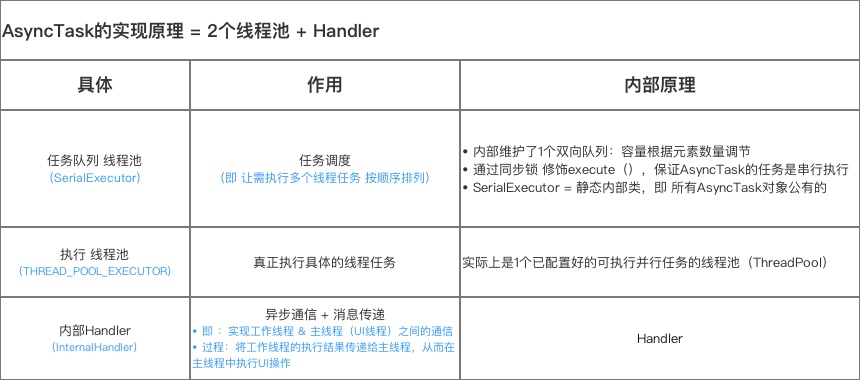 AsyncTask的实现原理 = 2个线程池 + Handler
具体
作用
内部原理
任务队列 线程池
（SerialExecutor）
任务调度
（即 让需执行多个线程任务 按顺序排列）
• 内部维护了1个双向队列：容量根据元素数量调节
• 通过同步锁 修饰execute（），保证AsyncTask的任务是串行执行
• SerialExecutor = 静态内部类，即 所有AsyncTask对象公有的
执行 线程池
（THREAD_POOL_EXECUTOR）
真正执行具体的线程任务
实际上是1个已配置好的可执行并行任务的线程池（ThreadPool）
内部Handler
（InternalHandler）
异步通信 + 消息传递
• 即 ：实现工作线程 & 主线程（UI线程）之间的通信
• 过程：将工作线程的执行结果传递给主线程，从而在
主线程中执行UI操作
Handler